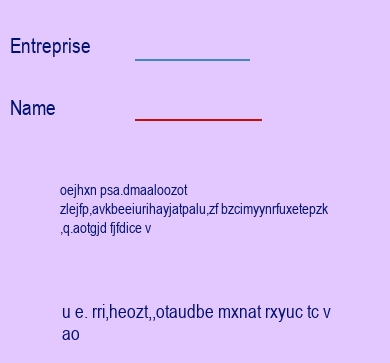 Entreprise
Name
oejhxn psa.dmaaloozot
zlejfp,avkbeeiurihayjatpalu,zf bzcimyynrfuxetepzk
,q.aotgjd fjfdice v
u e. rri,heozt,,otaudbe mxnat rxyuc tc v
ao